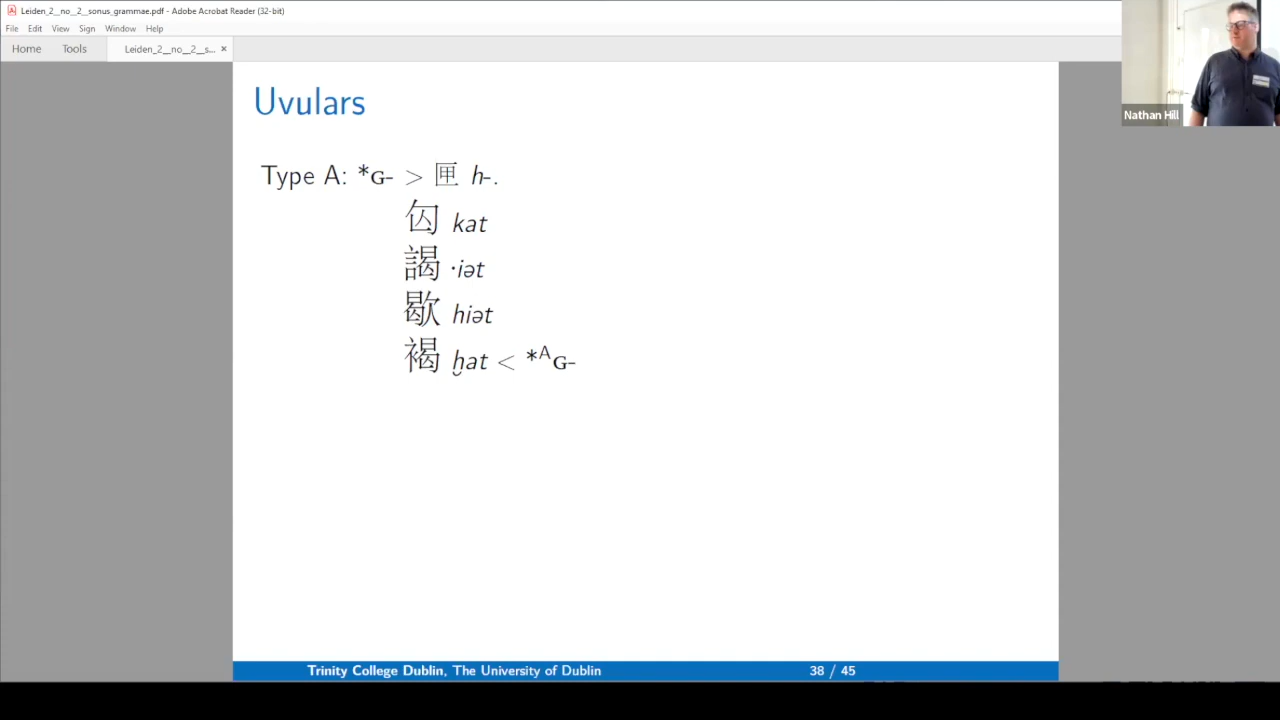 Leiden_2__no__2__sonus_grammae.pdf - Adobe Acrobat Reader (32-bit)
File Edit View Sign Window Help
Home Tools Leiden_2__no__2__s... ×
Nathan Hill
Uvulars
Type A: *ɢ- > 匣 h-.
匃 kat
謁 ·iət
歇 hiət
褐 ḫat < *ᴬɢ-
Trinity College Dublin, The University of Dublin 38 / 45